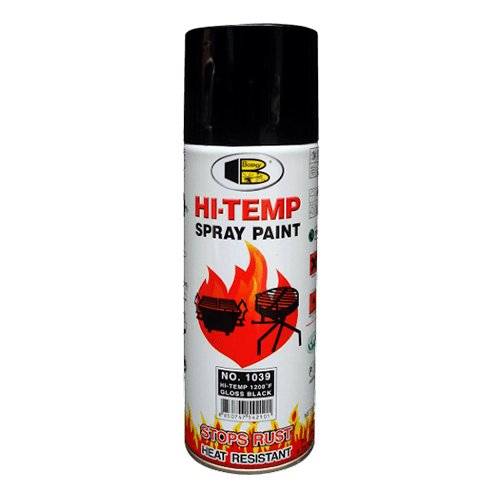 Bosny
B
HI-TEMP
SPRAY PAINT
NO. 1039
HI-TEMP 1200°F
GLOSS BLACK
STOPS RUST
HEAT RESISTANT